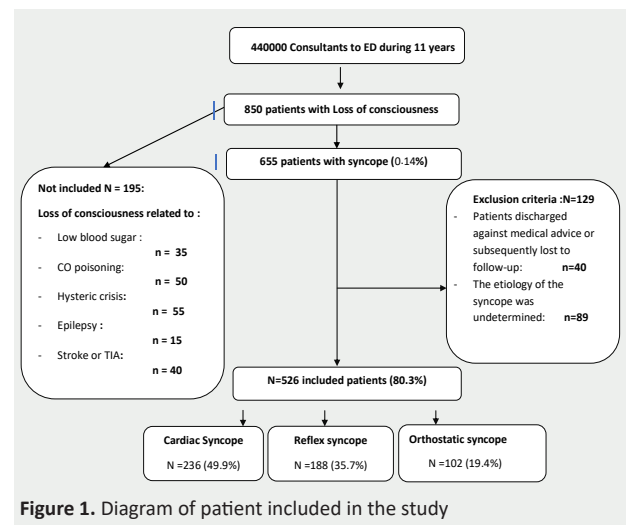 440000 Consultants to ED during 11 years
850 patients with Loss of consciousness
655 patients with syncope (0.14%)
Not included N = 195:
Loss of consciousness related to :
- Low blood sugar :
n = 35
- CO poisoning:
n = 50
- Hysteric crisis:
n = 55
- Epilepsy :
n = 15
- Stroke or TIA:
n = 40
Exclusion criteria :N=129
- Patients discharged
against medical advice or
subsequently lost to
follow-up: n=40
- The etiology of the
syncope was
undetermined: n=89
N=526 included patients (80.3%)
Cardiac Syncope
N =236 (49.9%)
Reflex syncope
N =188 (35.7%)
Orthostatic syncope
N =102 (19.4%)
Figure 1. Diagram of patient included in the study